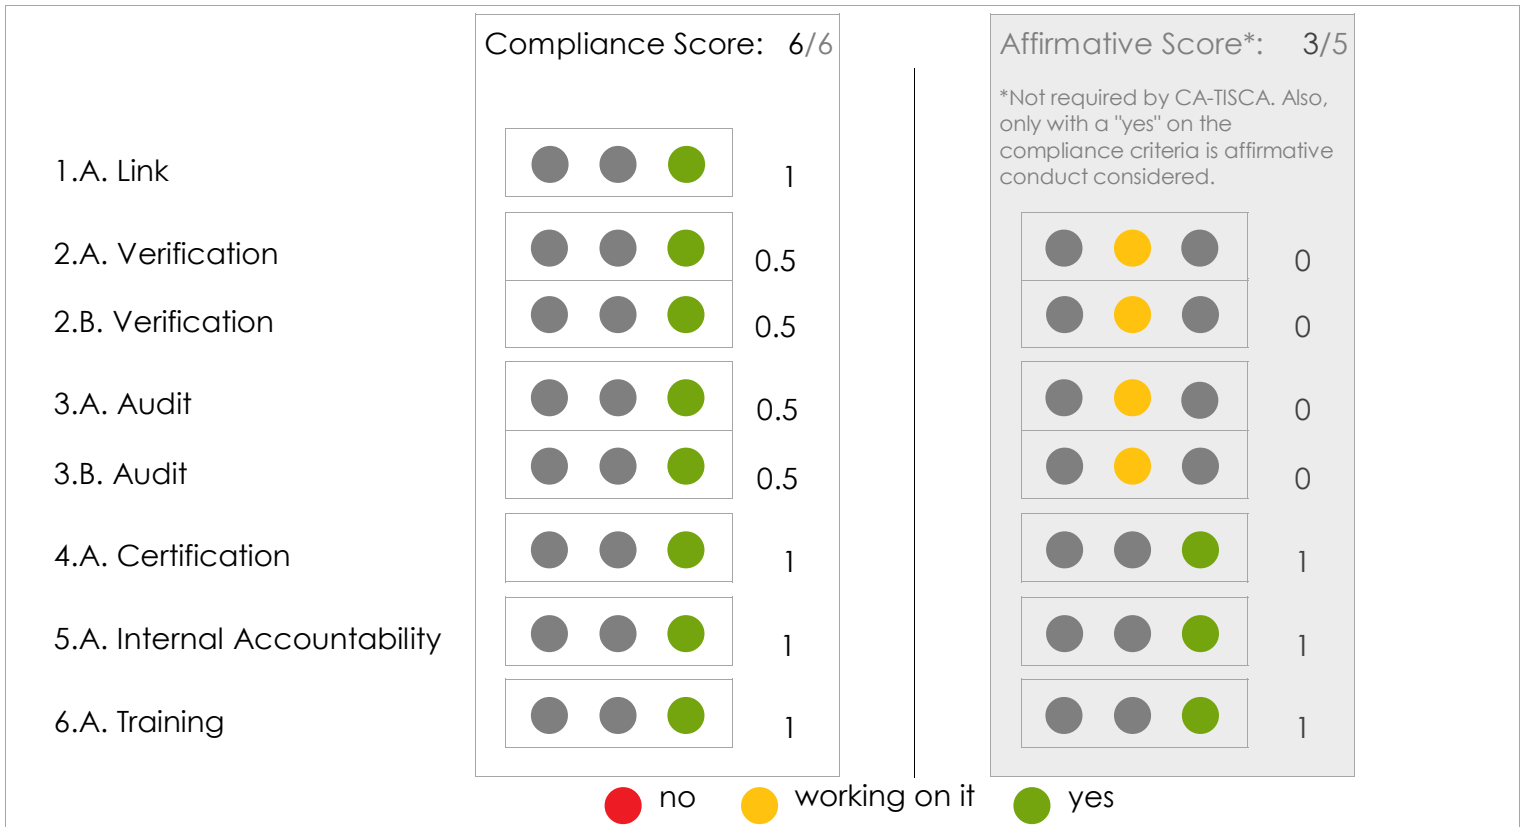 Compliance Score: 6/6
Affirmative Score*: 3/5
*Not required by CA-TISCA. Also,
only with a "yes" on the
compliance criteria is affirmative
conduct considered.
1.A. Link 1
2.A. Verification 0.5 0
2.B. Verification 0.5 0
3.A. Audit 0.5 0
3.B. Audit 0.5 0
4.A. Certification 1 1
5.A. Internal Accountability 1 1
6.A. Training 1 1
no working on it yes